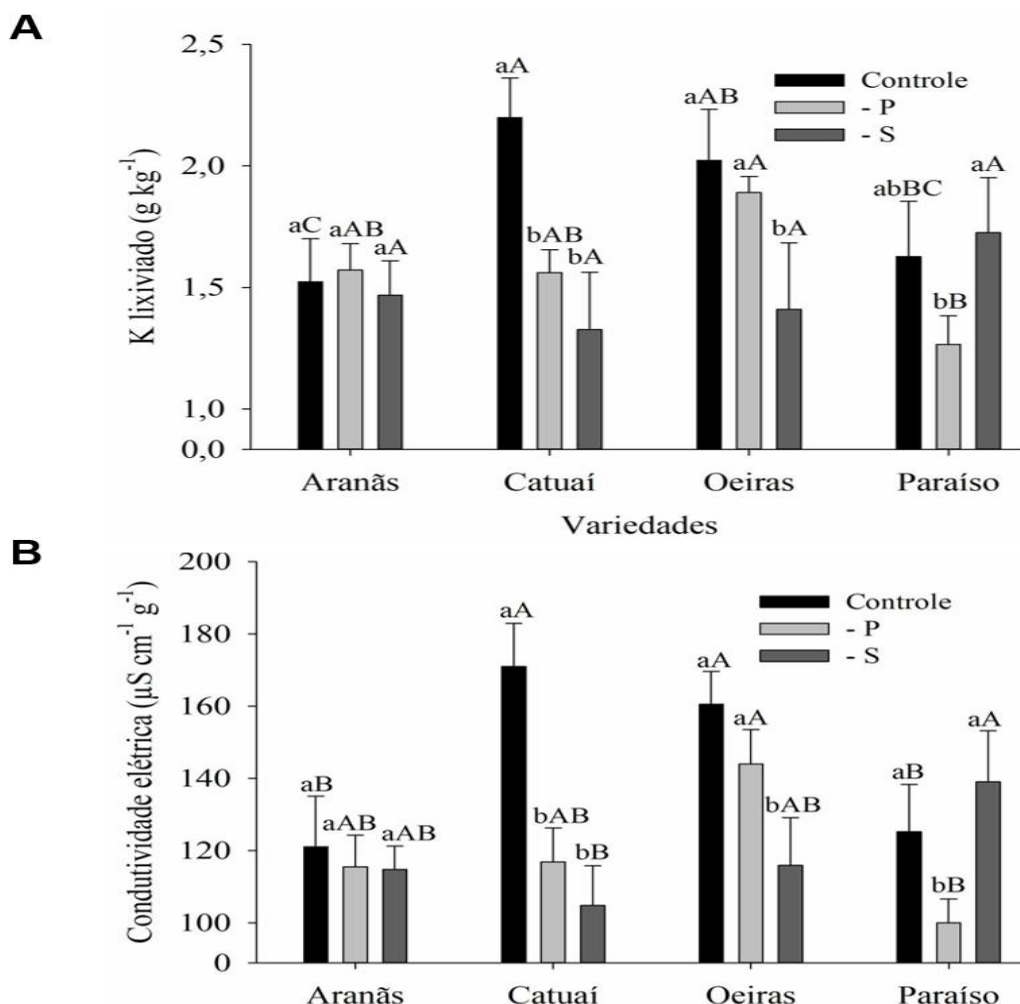 A
2,5
2,0
1,5
1,0
0,0
K lixiviado (g kg⁻¹)
Controle
- P
- S
aC
aAB
aA
aA
bAB
bA
aAB
aA
bA
abBC
bB
aA
Aranãs
Catuaí
Oeiras
Paraíso
Variedades
B
200
180
160
140
120
100
0
Condutividade elétrica (µS cm⁻¹ g⁻¹)
Controle
- P
- S
aB
aAB
aAB
aA
bAB
bB
aA
aA
bAB
aB
bB
aA
Aranãs
Catuaí
Oeiras
Paraíso